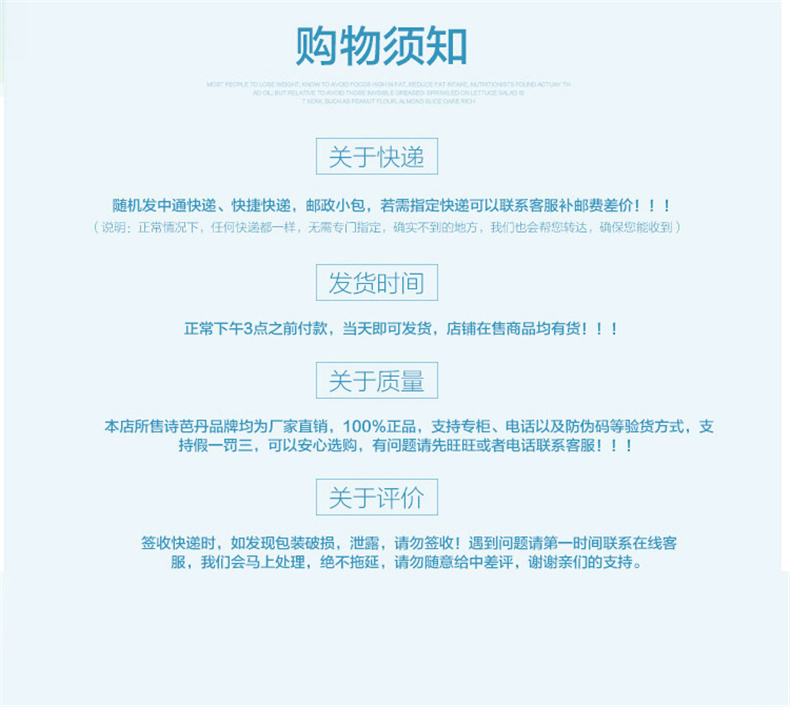 购物须知
MOST PEOPLE TO LOSE WEIGHT, KNOW TO AVOID FOODS HIGH IN FAT, REDUCE FAT INTAKE, NUTRITIONISTS FOUND ACTUAY TH
AD OIL, BUT RELATIVE TO AVOID THOSE INVISIBLE GREASED: SPRINKLED ON LETTUCE SALAD IS
T NOW, SUCH AS PEANUT FLOUR, ALMOND SLICE CAKE RICH
关于快递
随机发中通快递、快捷快递，邮政小包，若需指定快递可以联系客服补邮费差价！！！
（说明：正常情况下，任何快递都一样，无需专门指定，确实不到的地方，我们也会帮您转达，确保您能收到）
发货时间
正常下午3点之前付款，当天即可发货，店铺在售商品均有货！！！
关于质量
本店所售诗芭丹品牌均为厂家直销，100%正品，支持专柜、电话以及防伪码等验货方式，支
持假一罚三，可以安心选购，有问题请先旺旺或者电话联系客服！！！
关于评价
签收快递时，如发现包装破损，泄露，请勿签收！遇到问题请第一时间联系在线客
服，我们会马上处理，绝不拖延，请勿随意给中差评，谢谢亲们的支持。